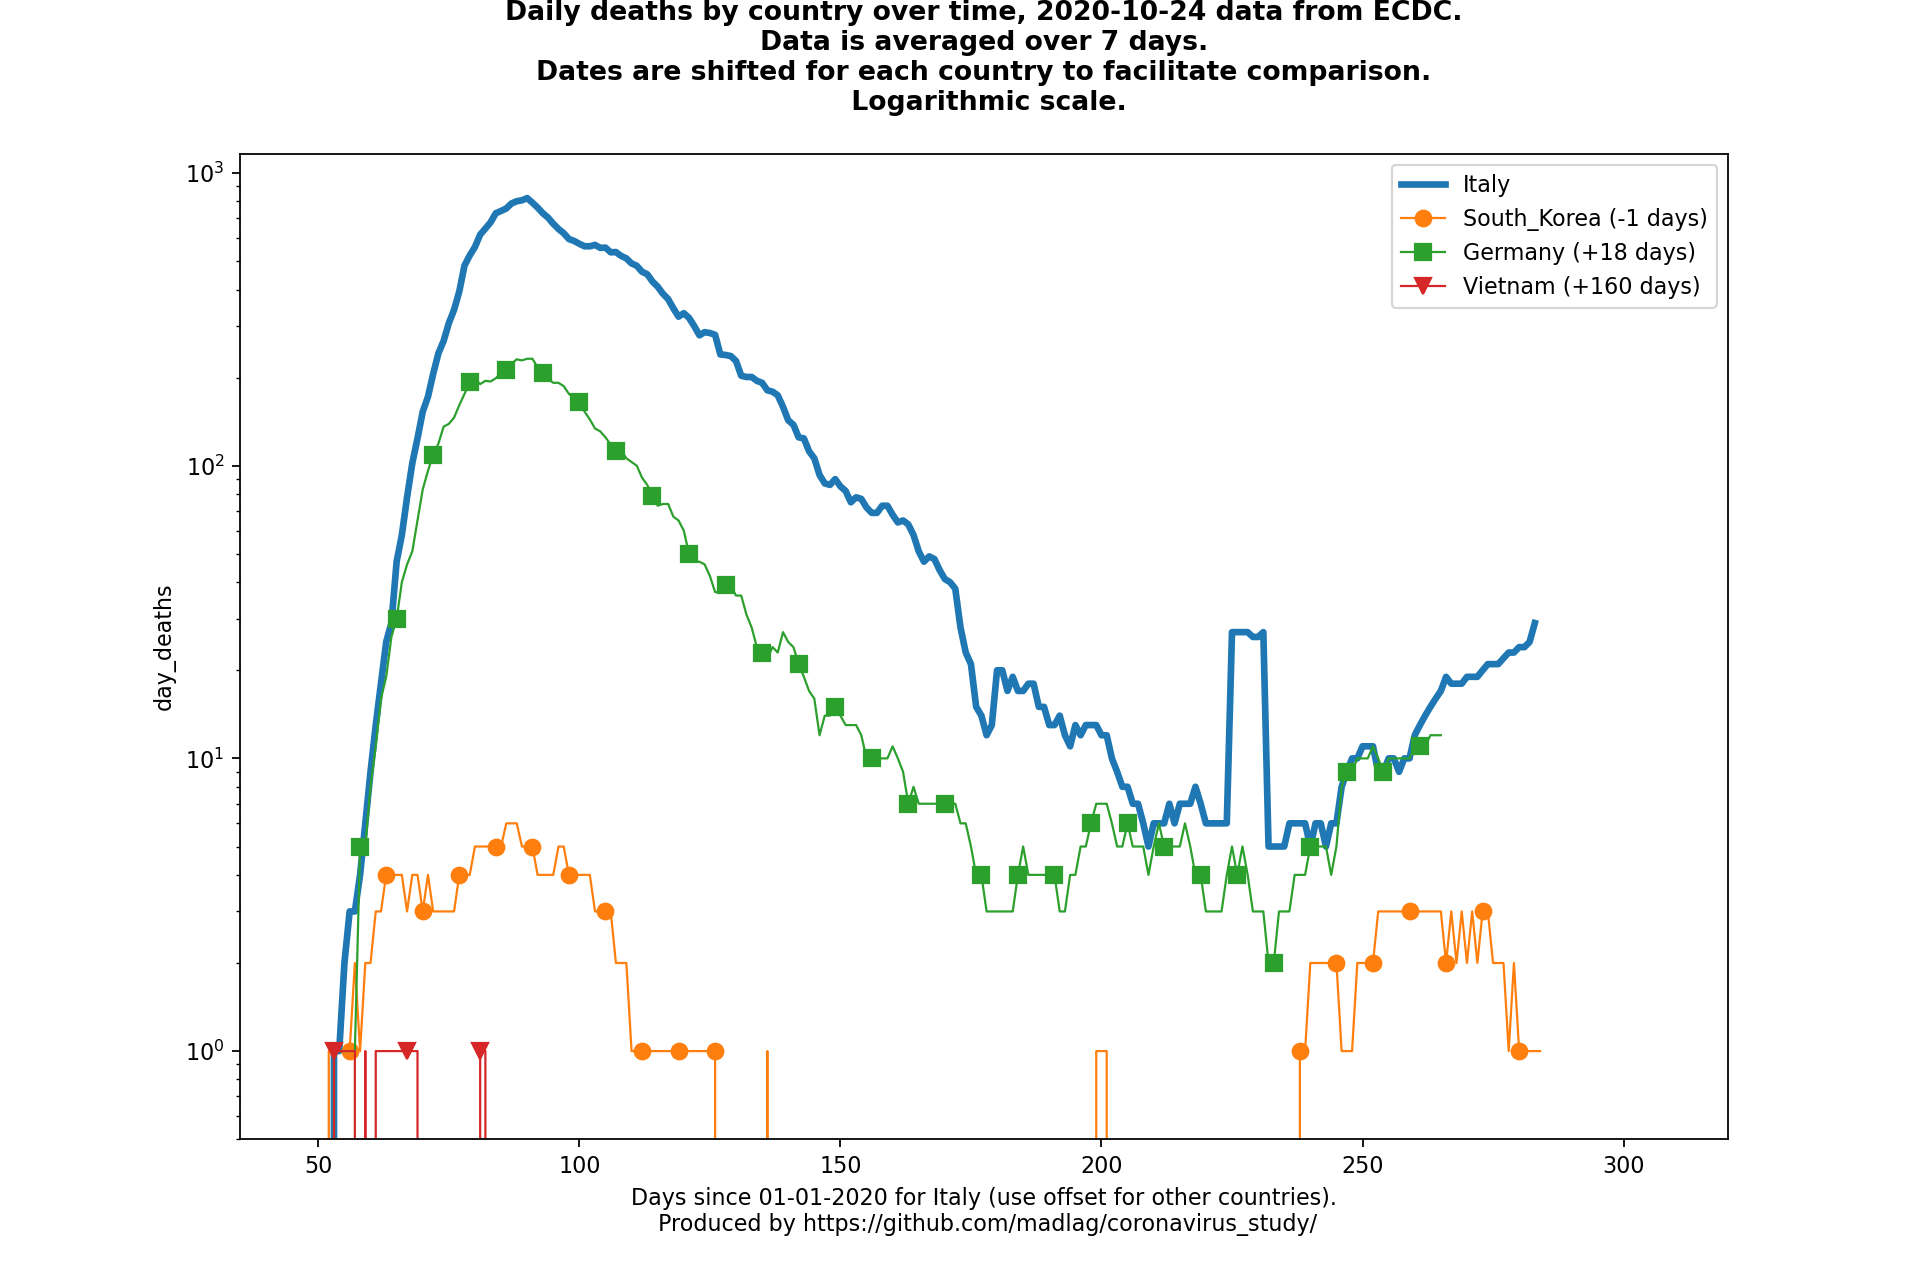 Daily deaths by country over time, 2020-10-24 data from ECDC.
Data is averaged over 7 days.
Dates are shifted for each country to facilitate comparison.
Logarithmic scale.
10³
10²
10¹
10⁰
day_deaths
Italy
South_Korea (-1 days)
Germany (+18 days)
Vietnam (+160 days)
50
100
150
200
250
300
Days since 01-01-2020 for Italy (use offset for other countries).
Produced by https://github.com/madlag/coronavirus_study/